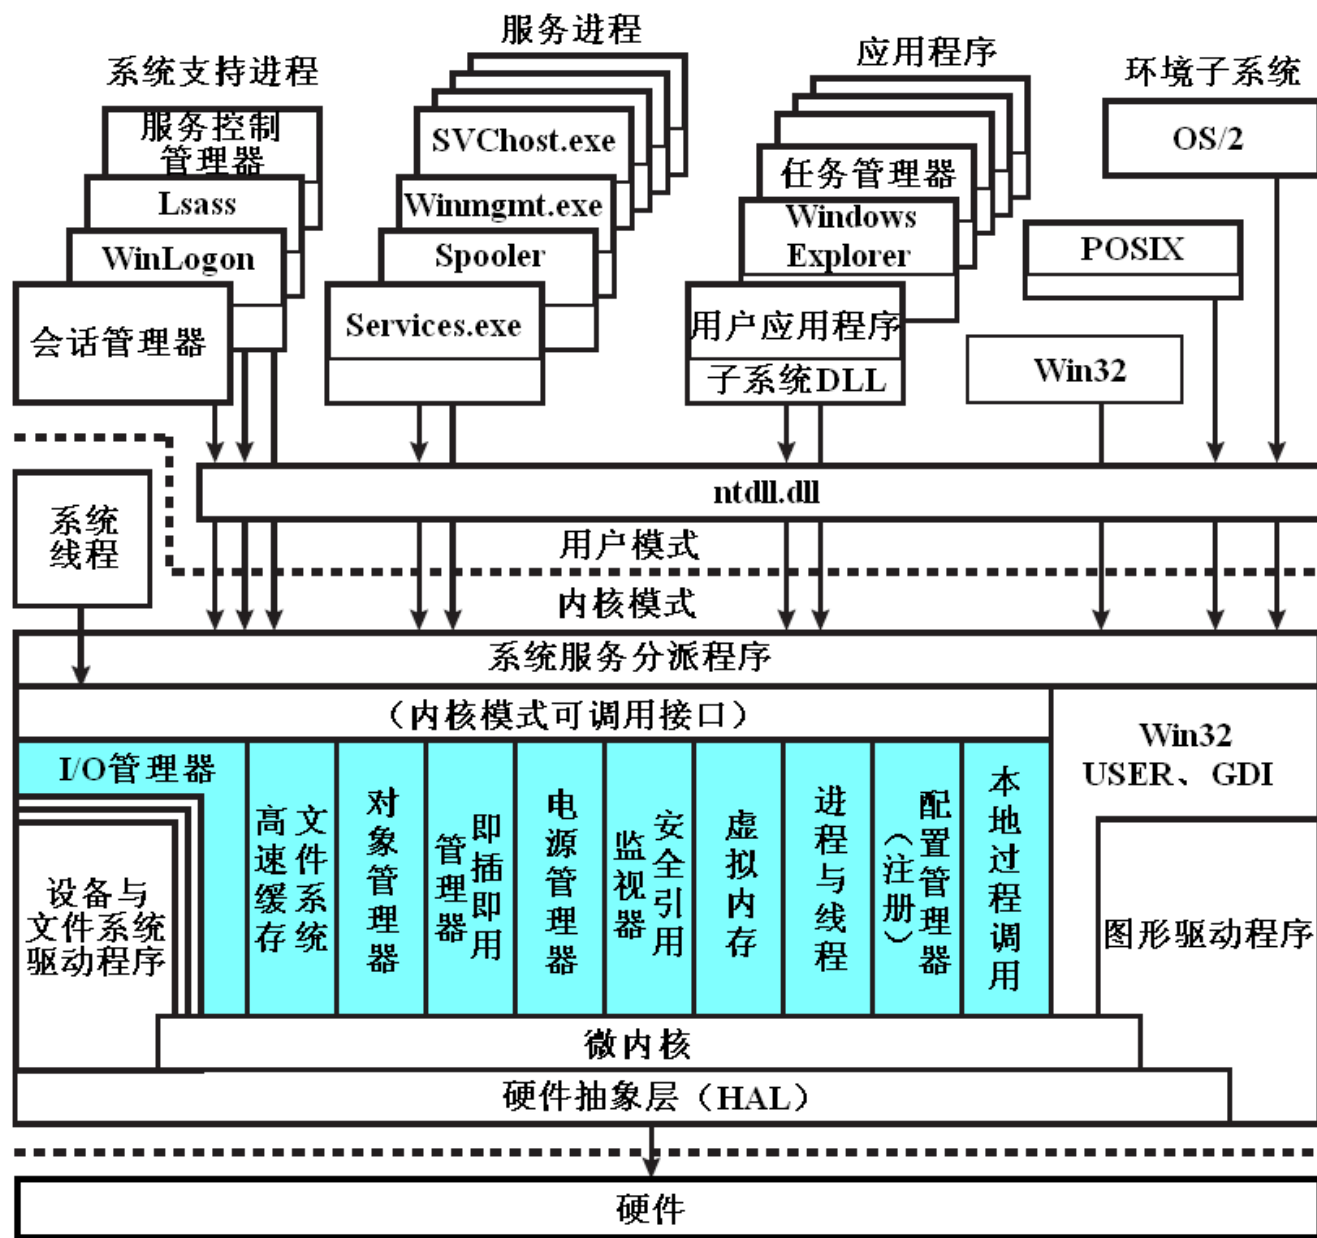 系统支持进程
服务进程
应用程序
环境子系统
服务控制
管理器
Lsass
WinLogon
会话管理器
SVChost.exe
Winmgmt.exe
Spooler
Services.exe
任务管理器
Windows
Explorer
用户应用程序
子系统DLL
OS/2
POSIX
Win32
系统
线程
ntdll.dll
用户模式
内核模式
系统服务分派程序
（内核模式可调用接口）
I/O管理器
设备与
文件系统
驱动程序
文件系统
高速缓存
对象管理器
即插即用
管理器
电源管理器
安全引用
监视器
虚拟内存
进程与线程
配置管理器
（注册）
本地过程调用
Win32
USER、GDI
图形驱动程序
微内核
硬件抽象层（HAL）
硬件